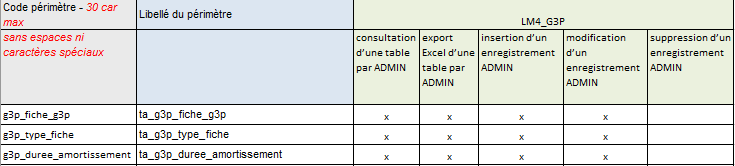 Code périmètre - 30 car max
sans espaces ni caractères spéciaux
Libellé du périmètre
LM4_G3P
consultation d'une table par ADMIN
export Excel d'une table par ADMIN
insertion d'un enregistrement ADMIN
modification d'un enregistrement ADMIN
suppression d'un enregistrement ADMIN
g3p_fiche_g3p ta_g3p_fiche_g3p x x x x
g3p_type_fiche ta_g3p_type_fiche x x x x
g3p_duree_amortissement ta_g3p_duree_amortissement x x x x